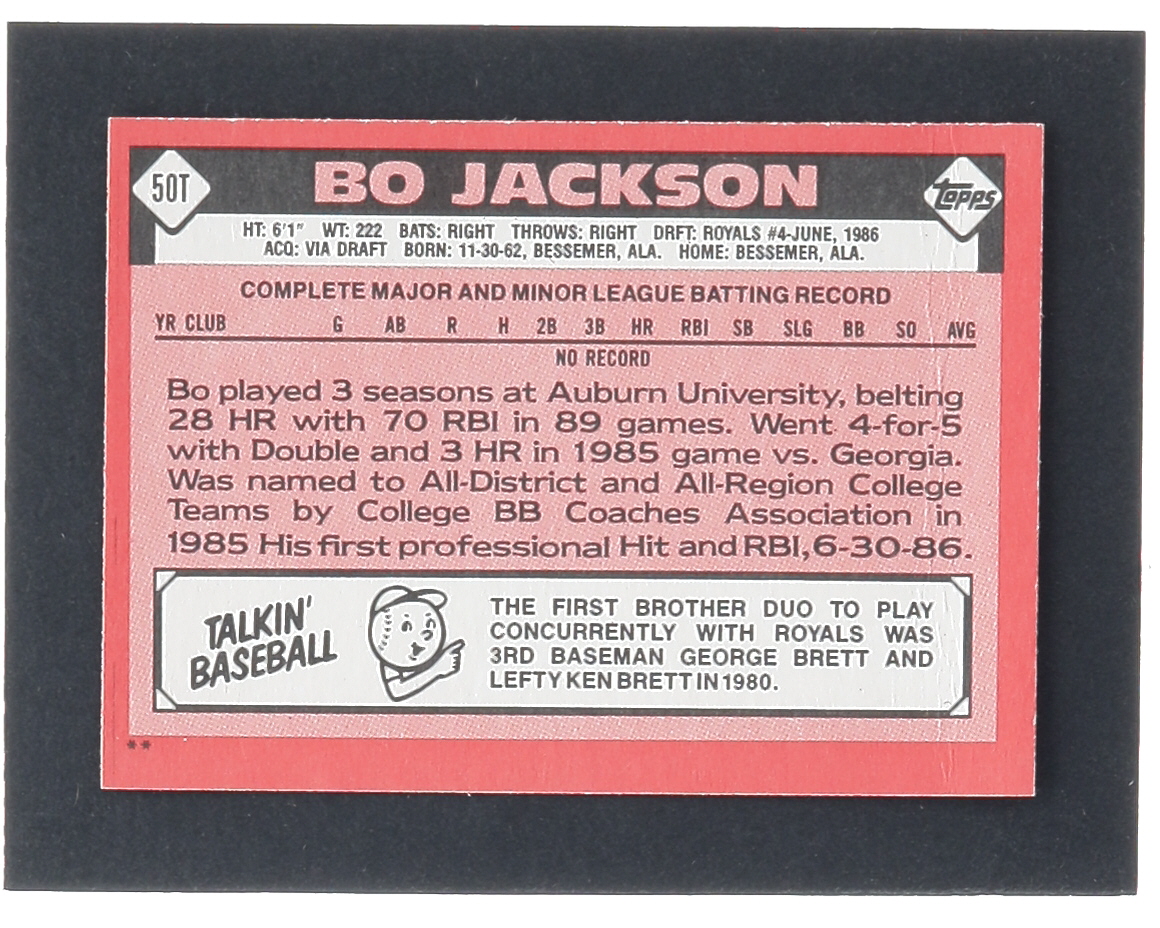 50T
BO JACKSON
topps
HT: 6'1" WT: 222 BATS: RIGHT THROWS: RIGHT DRFT: ROYALS #4-JUNE, 1986
ACQ: VIA DRAFT BORN: 11-30-62, BESSEMER, ALA. HOME: BESSEMER, ALA.
COMPLETE MAJOR AND MINOR LEAGUE BATTING RECORD
YR CLUB G AB R H 2B 3B HR RBI SB SLG BB SO AVG
NO RECORD
Bo played 3 seasons at Auburn University, belting
28 HR with 70 RBI in 89 games. Went 4-for-5
with Double and 3 HR in 1985 game vs. Georgia.
Was named to All-District and All-Region College
Teams by College BB Coaches Association in
1985 His first professional Hit and RBI, 6-30-86.
TALKIN'
BASEBALL
THE FIRST BROTHER DUO TO PLAY
CONCURRENTLY WITH ROYALS WAS
3RD BASEMAN GEORGE BRETT AND
LEFTY KEN BRETT IN 1980.
**